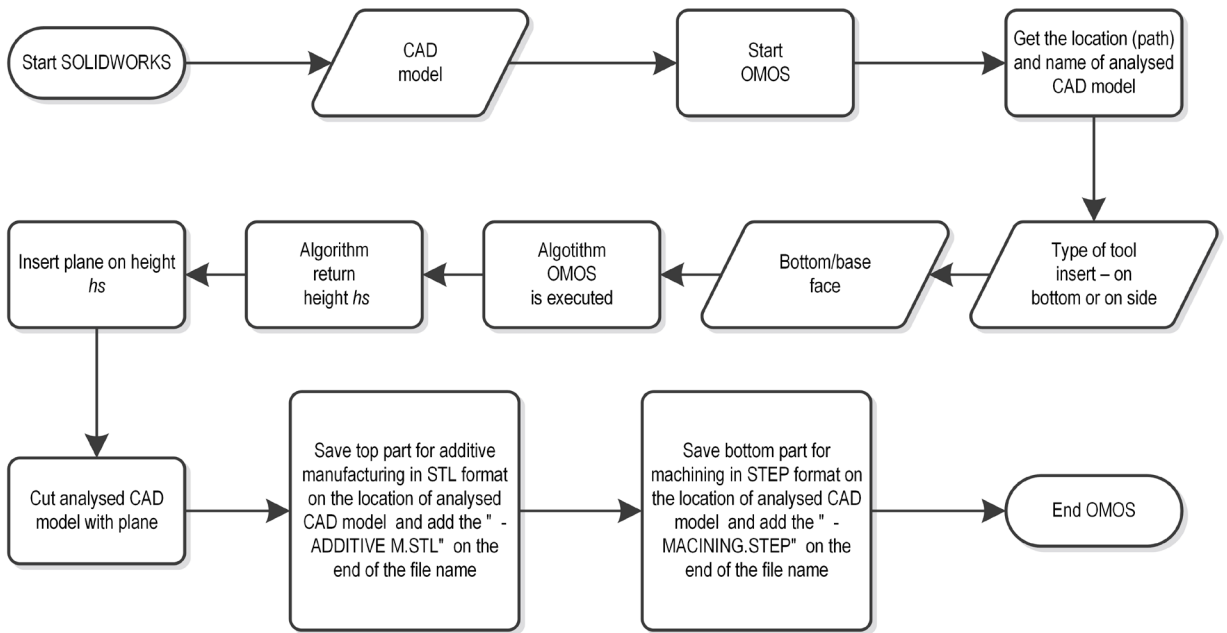 Start SOLIDWORKS
CAD
model
Start
OMOS
Get the location (path)
and name of analysed
CAD model
Type of tool
insert – on
bottom or on side
Bottom/base
face
Algotithm
OMOS
is executed
Algorithm
return
height hs
Insert plane on height
hs
Cut analysed CAD
model with plane
Save top part for additive
manufacturing in STL format
on the location of analysed
CAD model and add the " -
ADDITIVE M.STL" on the
end of the file name
Save bottom part for
machining in STEP format on
the location of analysed CAD
model and add the " -
MACINING.STEP" on the
end of the file name
End OMOS